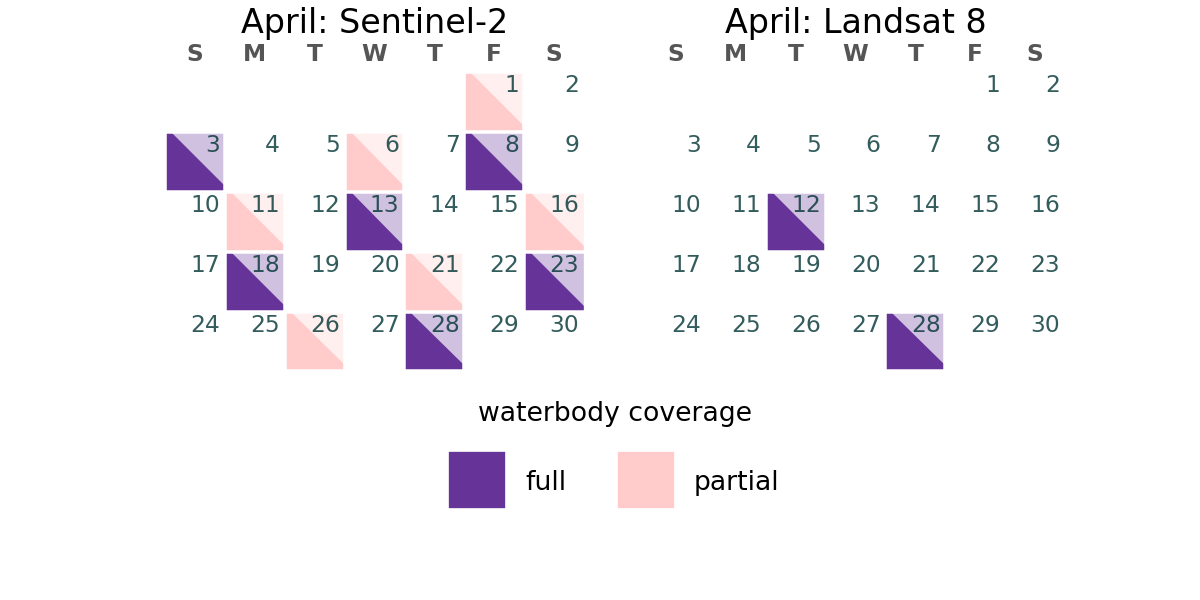 April: Sentinel-2
S M T W T F S
1 2
3 4 5 6 7 8 9
10 11 12 13 14 15 16
17 18 19 20 21 22 23
24 25 26 27 28 29 30
April: Landsat 8
S M T W T F S
1 2
3 4 5 6 7 8 9
10 11 12 13 14 15 16
17 18 19 20 21 22 23
24 25 26 27 28 29 30
waterbody coverage
full partial